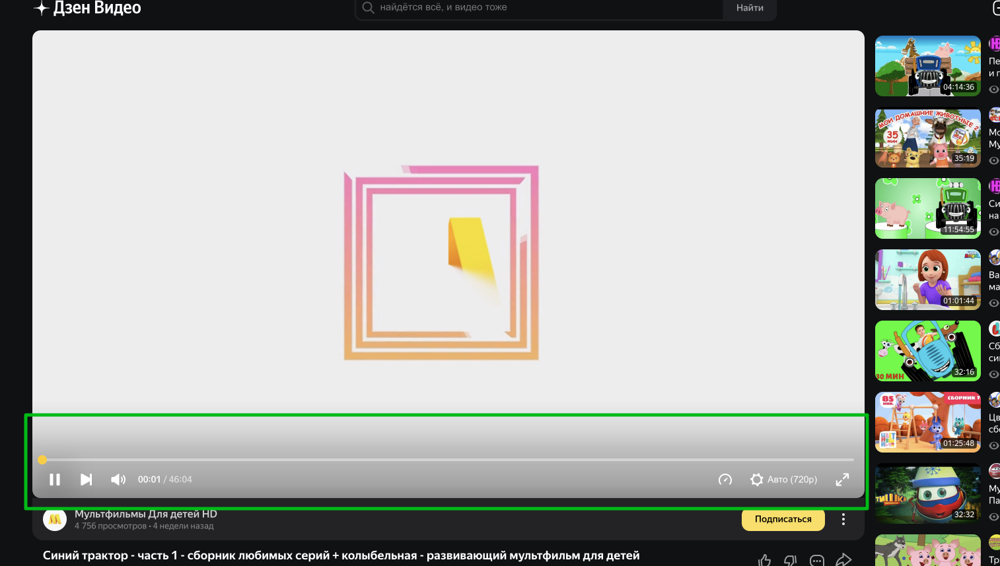 Дзен Видео
найдётся всё, и видео тоже
Найти
00:01 / 46:04
Авто (720p)
Мультфильмы Для детей HD
4 756 просмотров • 4 недели назад
Подписаться
Синий трактор - часть 1 - сборник любимых серий + колыбельная - развивающий мультфильм для детей
04:14:36
Пе
и г
МОИ ДОМАШНИЕ ЖИВОТНЫЕ 2
35
МИН
35:19
Мо
Му
11:54:55
Си
на
01:01:44
Ва
ма
30 МИН
32:16
Сб
си
85
МИН.
СБОРНИК 7
01:25:48
Цв
сб
ТИШКА
32:32
Му
Па
Тр